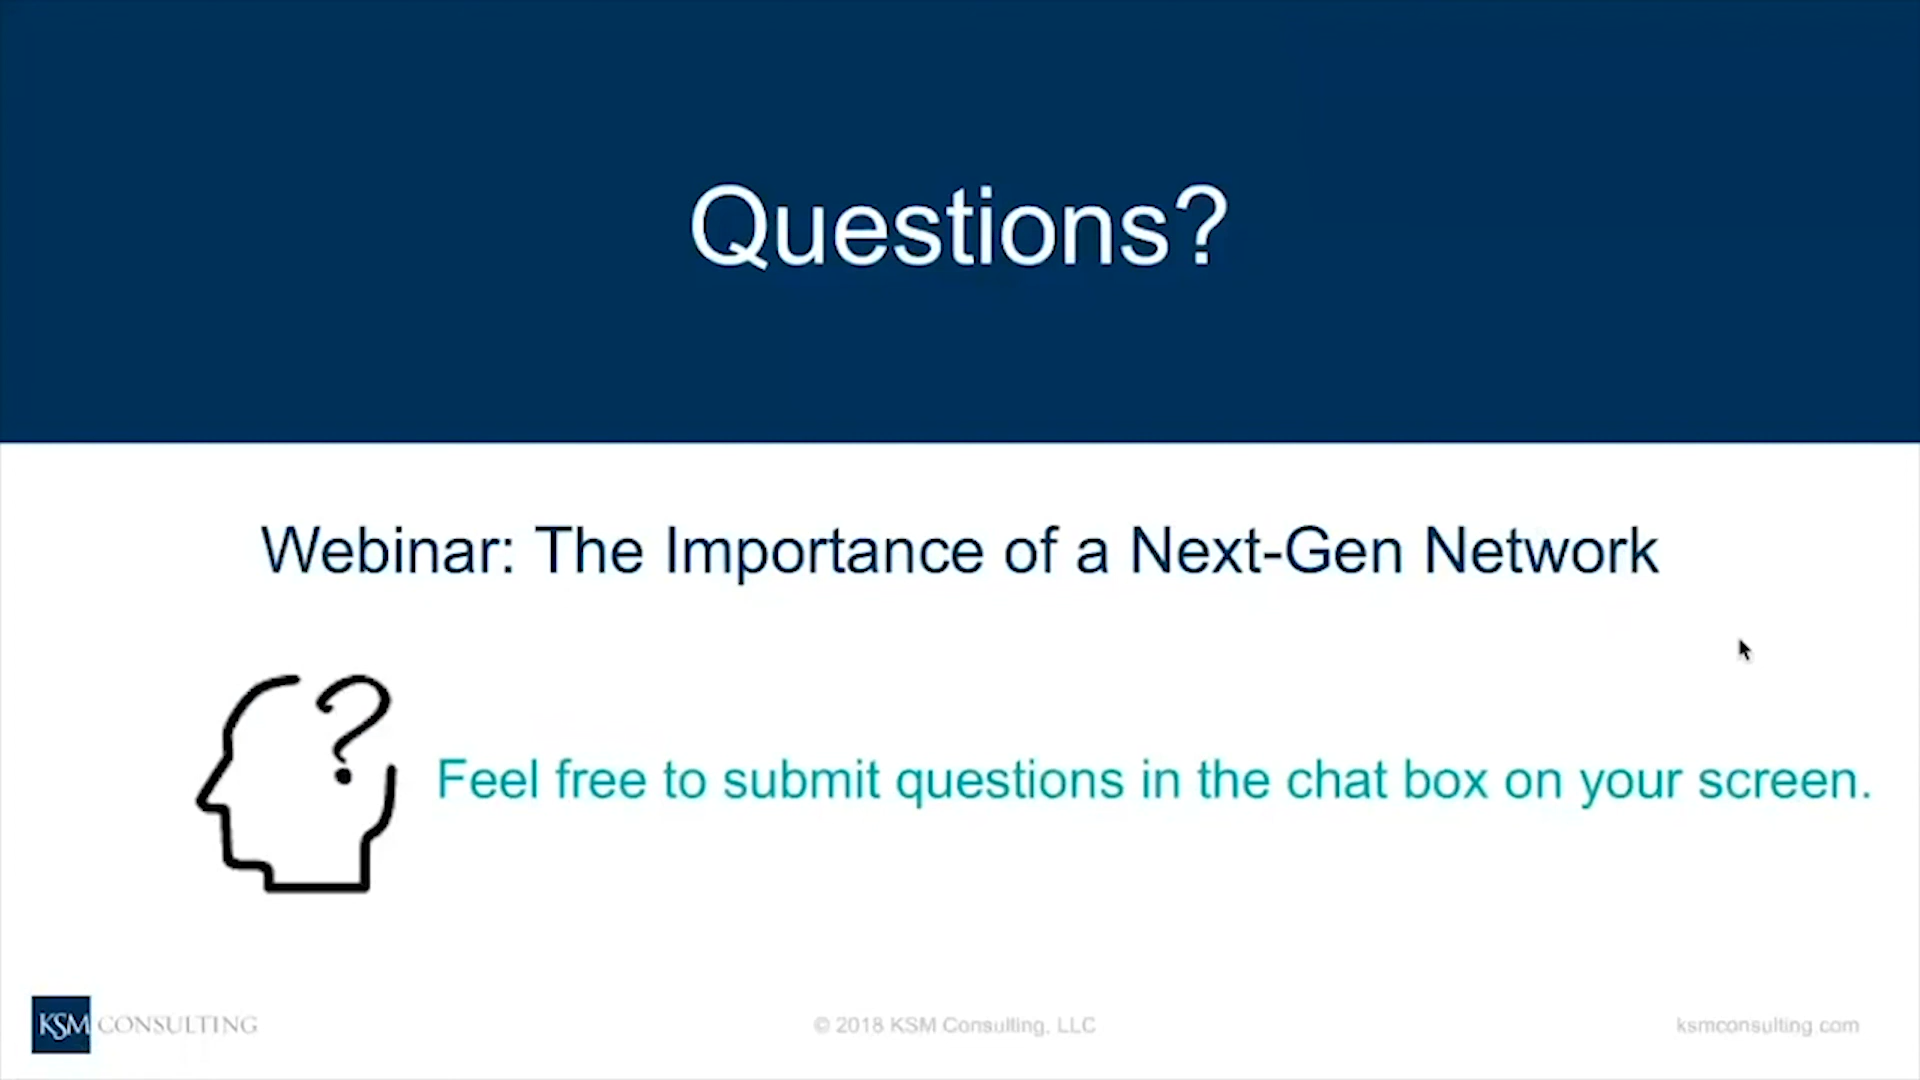 Questions?
Webinar: The Importance of a Next-Gen Network
Feel free to submit questions in the chat box on your screen.
KSM CONSULTING
© 2018 KSM Consulting, LLC
ksmconsulting.com